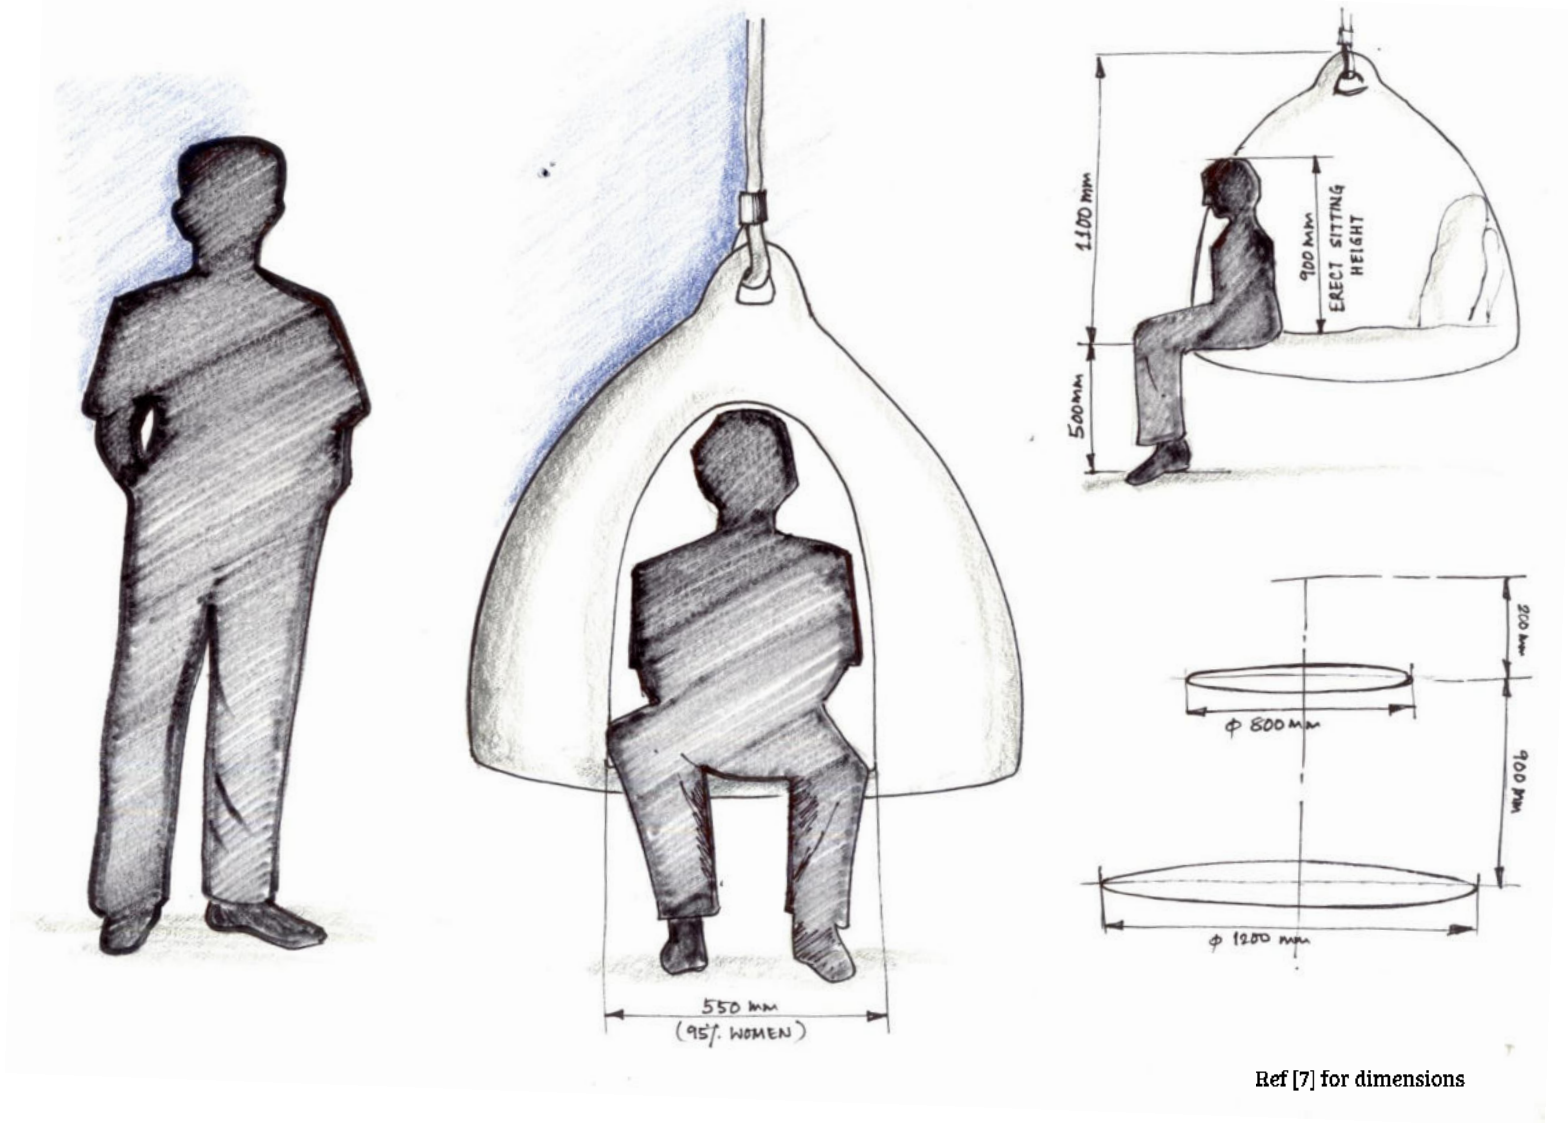 1100 mm
500mm
900 mm
ERECT SITTING
HEIGHT
200 mm
Φ 800 mm
900 mm
Φ 1200 mm
550 mm
(95% WOMEN)
Ref [7] for dimensions